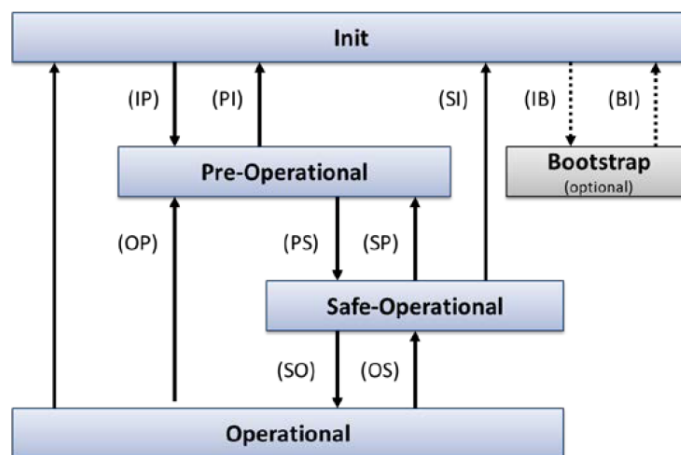 Init
(IP)
(PI)
(SI)
(IB)
(BI)
Pre-Operational
Bootstrap
(optional)
(OP)
(PS)
(SP)
Safe-Operational
(SO)
(OS)
Operational